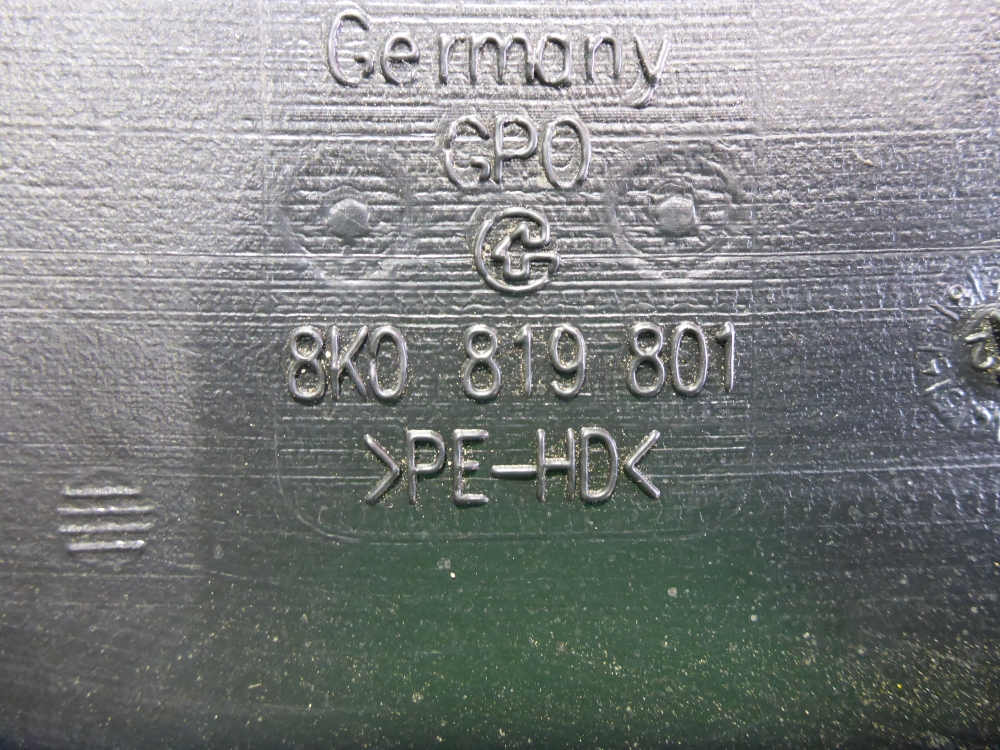 Germany
GPO
8K0 819 801
>PE-HD<